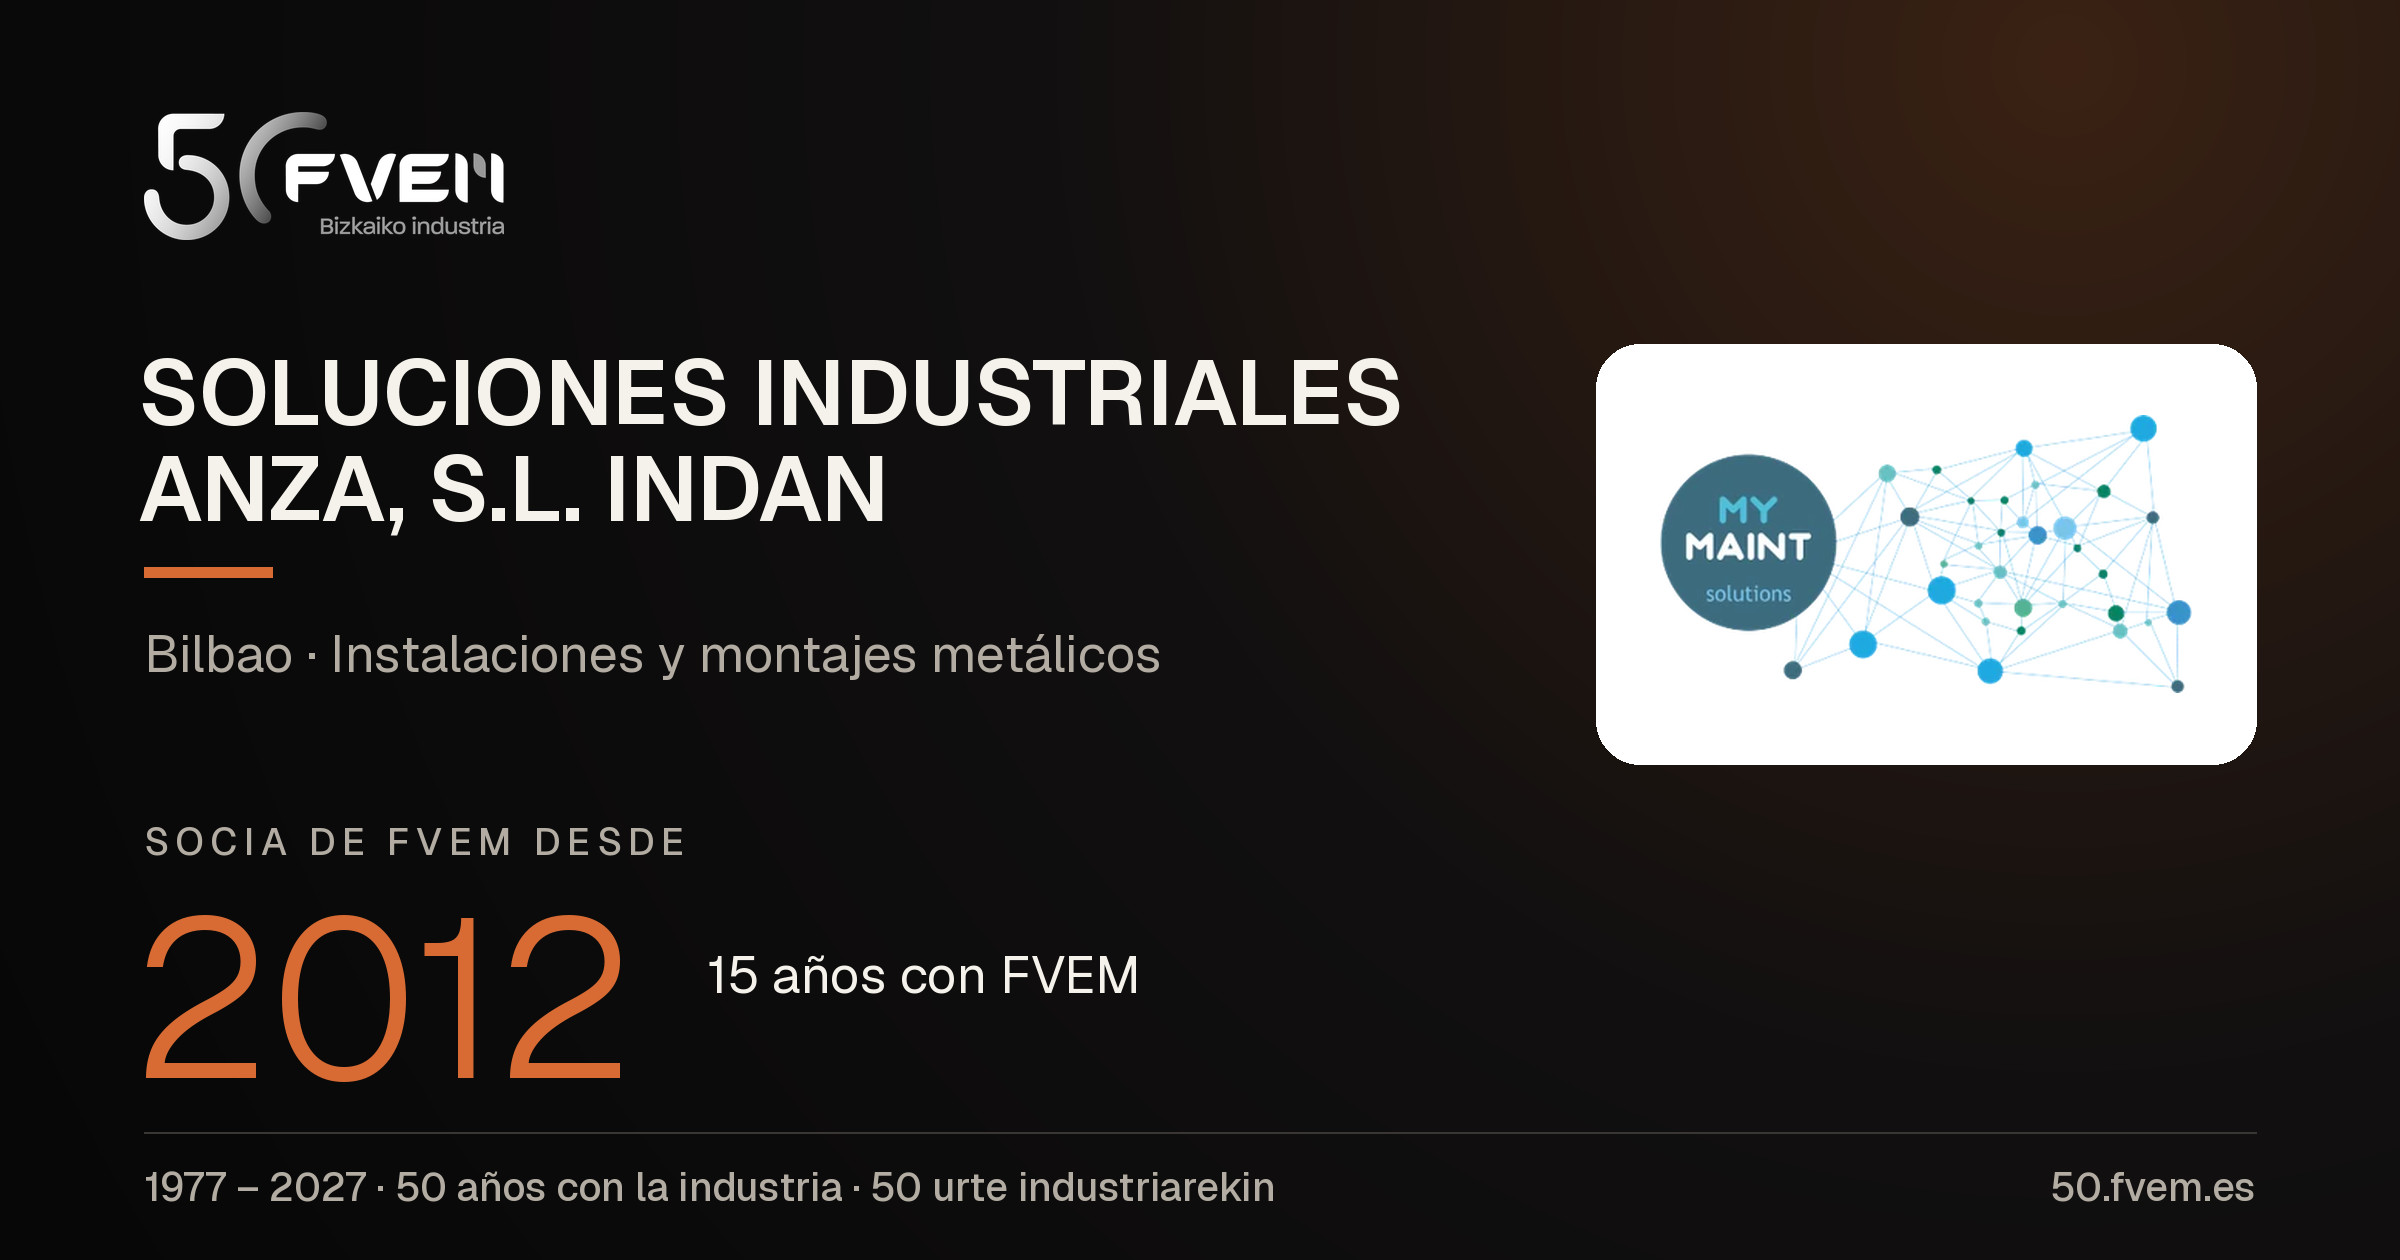 50 FVEM
Bizkaiko industria
SOLUCIONES INDUSTRIALES
ANZA, S.L. INDAN
Bilbao · Instalaciones y montajes metálicos
MY
MAINT
solutions
SOCIA DE FVEM DESDE
2012
15 años con FVEM
1977 – 2027 · 50 años con la industria · 50 urte industriarekin
50.fvem.es